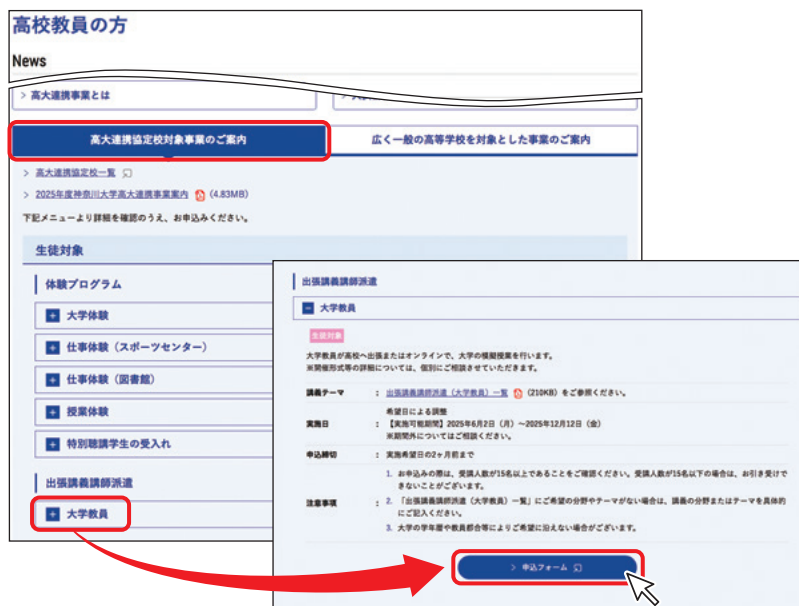 高校教員の方
News
> 高大連携事業とは
高大連携協定校対象事業のご案内
広く一般の高等学校を対象とした事業のご案内
> 高大連携協定校一覧
> 2025年度神奈川大学高大連携事業案内 (4.83MB)
下記メニューより詳細を確認のうえ、お申込みください。
生徒対象
体験プログラム
+ 大学体験
+ 仕事体験(スポーツセンター)
+ 仕事体験(図書館)
+ 授業体験
+ 特別聴講学生の受入れ
出張講義講師派遣
+ 大学教員
出張講義講師派遣
− 大学教員
生徒対象
大学教員が高校へ出張またはオンラインで、大学の模擬授業を行います。
※開催形式等の詳細については、個別にご相談させていただきます。
講義テーマ : 出張講義講師派遣(大学教員)一覧 (210KB) をご参照ください。
希望日による調整
実施日 : 【実施可能期間】2025年6月2日(月)~2025年12月12日(金)
※期間外についてはご相談ください。
申込締切 : 実施希望日の2ヶ月前まで
1. お申込みの際は、受講人数が15名以上であることをご確認ください。受講人数が15名以下の場合は、お引き受けで
きないことがございます。
注意事項 : 2. 「出張講義講師派遣(大学教員)一覧」にご希望の分野やテーマがない場合は、講義の分野またはテーマを具体的
にご記入ください。
3. 大学の学年暦や教員都合等によりご希望に沿えない場合がございます。
> 申込フォーム